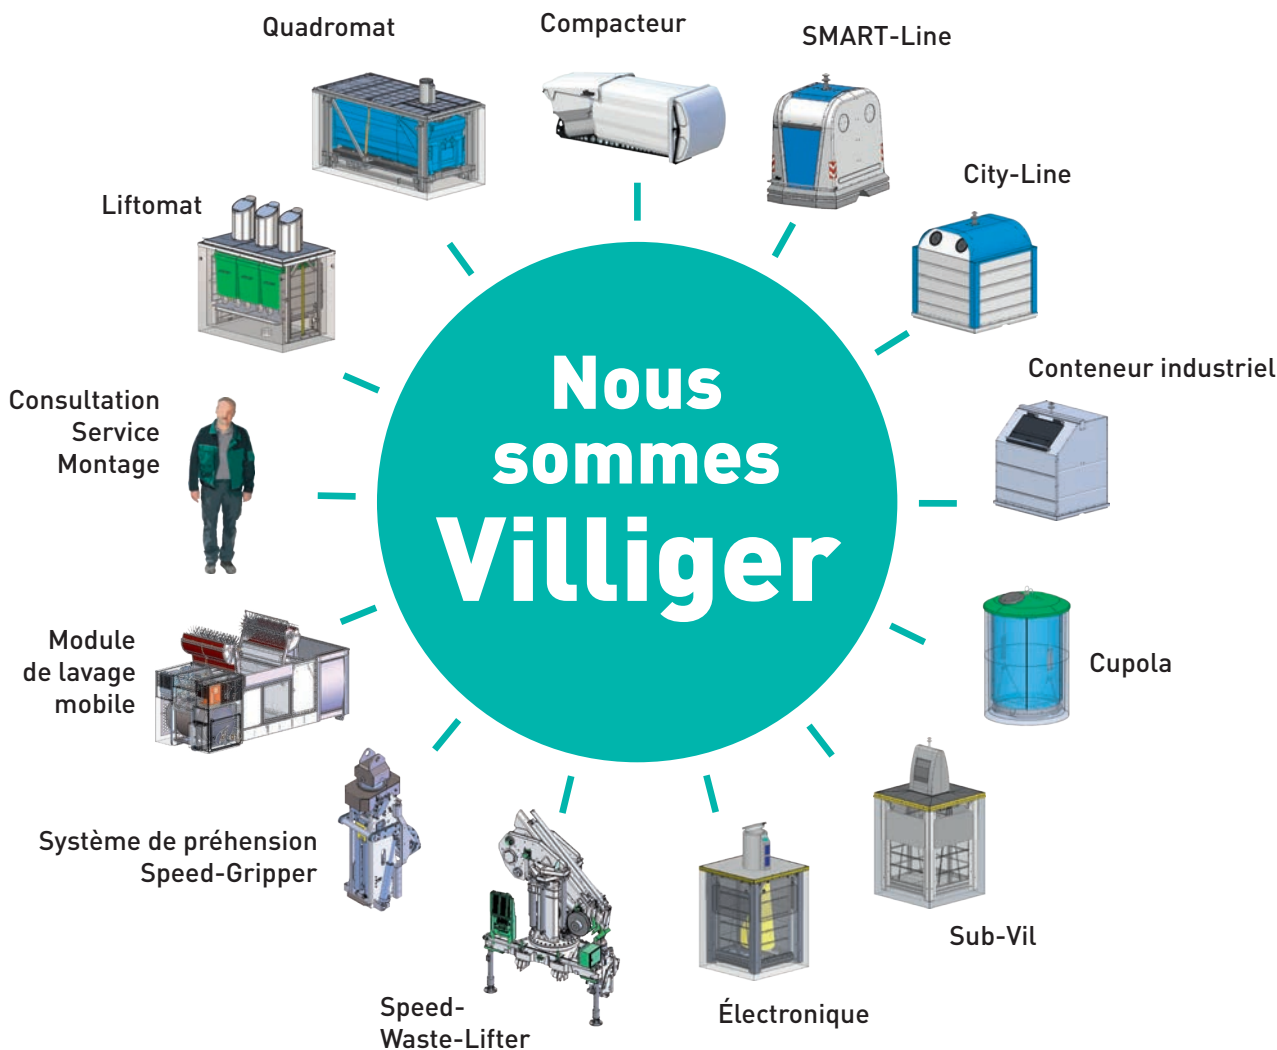 Nous
sommes
Villiger
Compacteur
SMART-Line
City-Line
Conteneur industriel
Cupola
Sub-Vil
Électronique
Speed-
Waste-Lifter
Système de préhension
Speed-Gripper
Module
de lavage
mobile
Consultation
Service
Montage
Liftomat
Quadromat